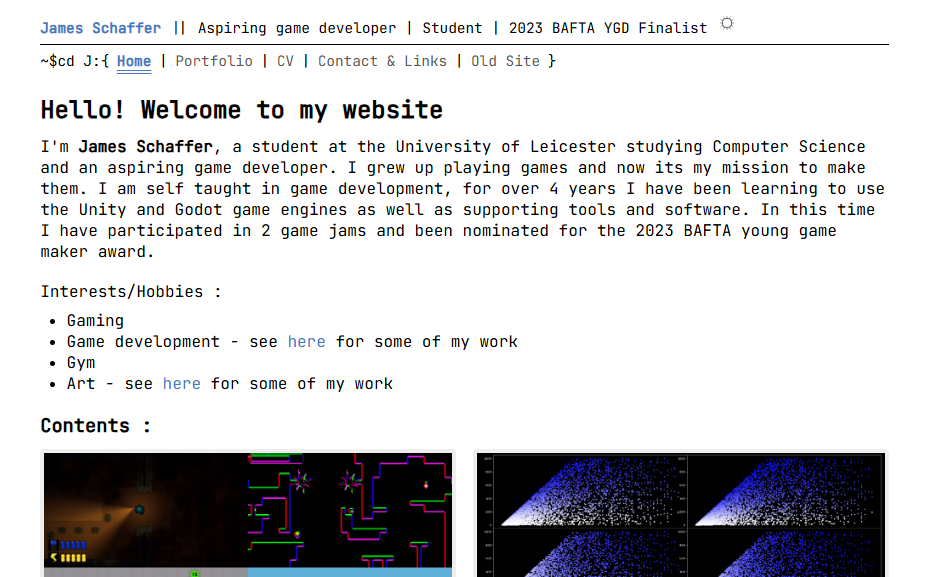 James Schaffer || Aspiring game developer | Student | 2023 BAFTA YGD Finalist
~$cd J:{ Home | Portfolio | CV | Contact & Links | Old Site }
Hello! Welcome to my website
I'm James Schaffer, a student at the University of Leicester studying Computer Science
and an aspiring game developer. I grew up playing games and now its my mission to make
them. I am self taught in game development, for over 4 years I have been learning to use
the Unity and Godot game engines as well as supporting tools and software. In this time
I have participated in 2 game jams and been nominated for the 2023 BAFTA young game
maker award.
Interests/Hobbies :
• Gaming
• Game development - see here for some of my work
• Gym
• Art - see here for some of my work
Contents :